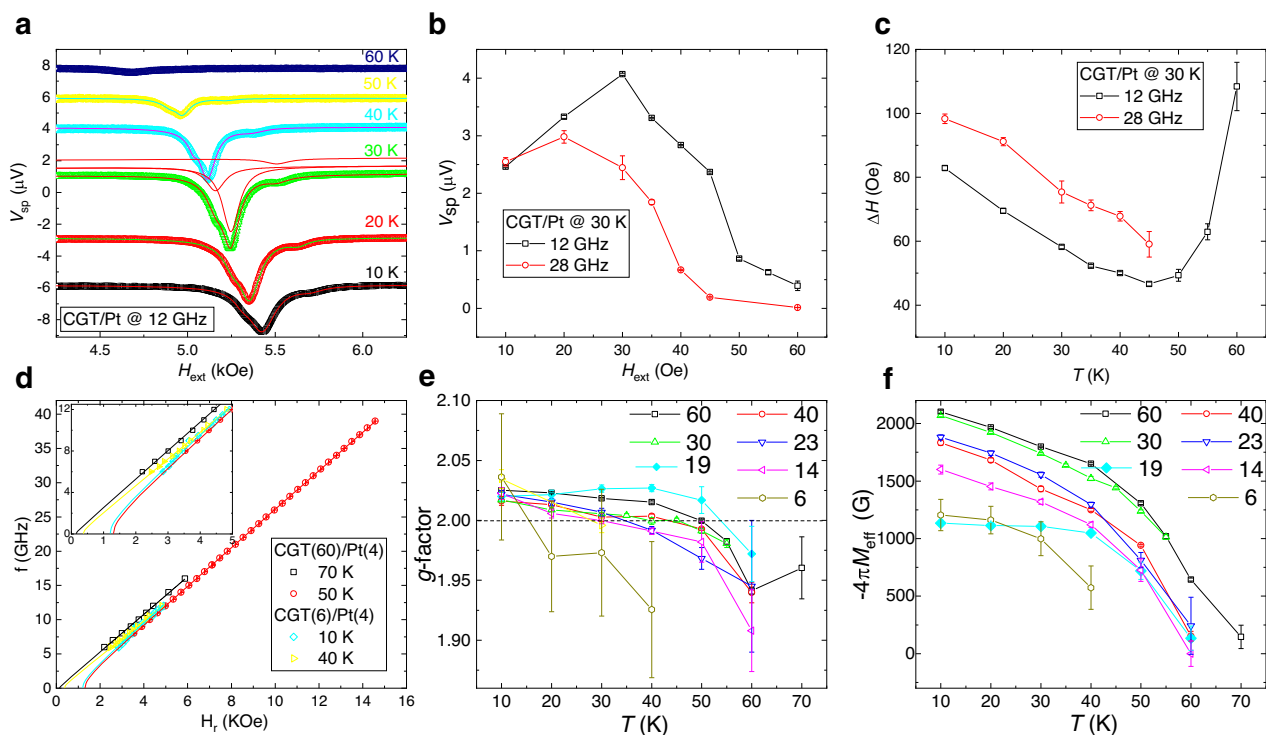 a
60 K
50 K
40 K
30 K
20 K
10 K
8
6
4
2
0
-2
-4
-6
-8
V_sp (µV)
CGT/Pt @ 12 GHz
4.5
5.0
5.5
6.0
H_ext (kOe)
b
4
3
2
1
0
V_sp (µV)
CGT/Pt @ 30 K
12 GHz
28 GHz
10
20
30
40
50
60
H_ext (Oe)
c
CGT/Pt @ 30 K
12 GHz
28 GHz
100
80
60
40
ΔH (Oe)
10
20
30
40
50
60
T (K)
d
40
35
30
25
20
15
10
5
0
f (GHz)
12
8
4
0
0
1
2
3
4
5
CGT(60)/Pt(4)
70 K
50 K
CGT(6)/Pt(4)
10 K
40 K
0
2
4
6
8
10
12
14
16
H_r (KOe)
e
60
40
30
23
19
14
6
2.10
2.05
2.00
1.95
1.90
g-factor
10
20
30
40
50
60
70
T (K)
f
60
40
30
23
19
14
6
2000
1500
1000
500
0
-4πM_eff (G)
10
20
30
40
50
60
70
T (K)